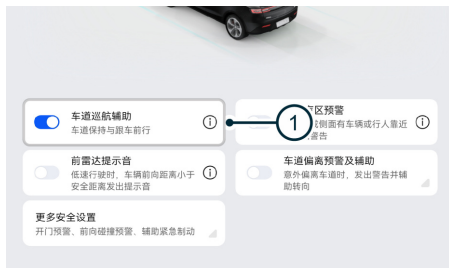 车道巡航辅助
车道保持与跟车前行
1
区预警
侧面有车辆或行人靠近
警告
前雷达提示音
低速行驶时，车辆前向距离小于
安全距离发出提示音
车道偏离预警及辅助
意外偏离车道时，发出警告并辅
助转向
更多安全设置
开门预警、前向碰撞预警、辅助紧急制动